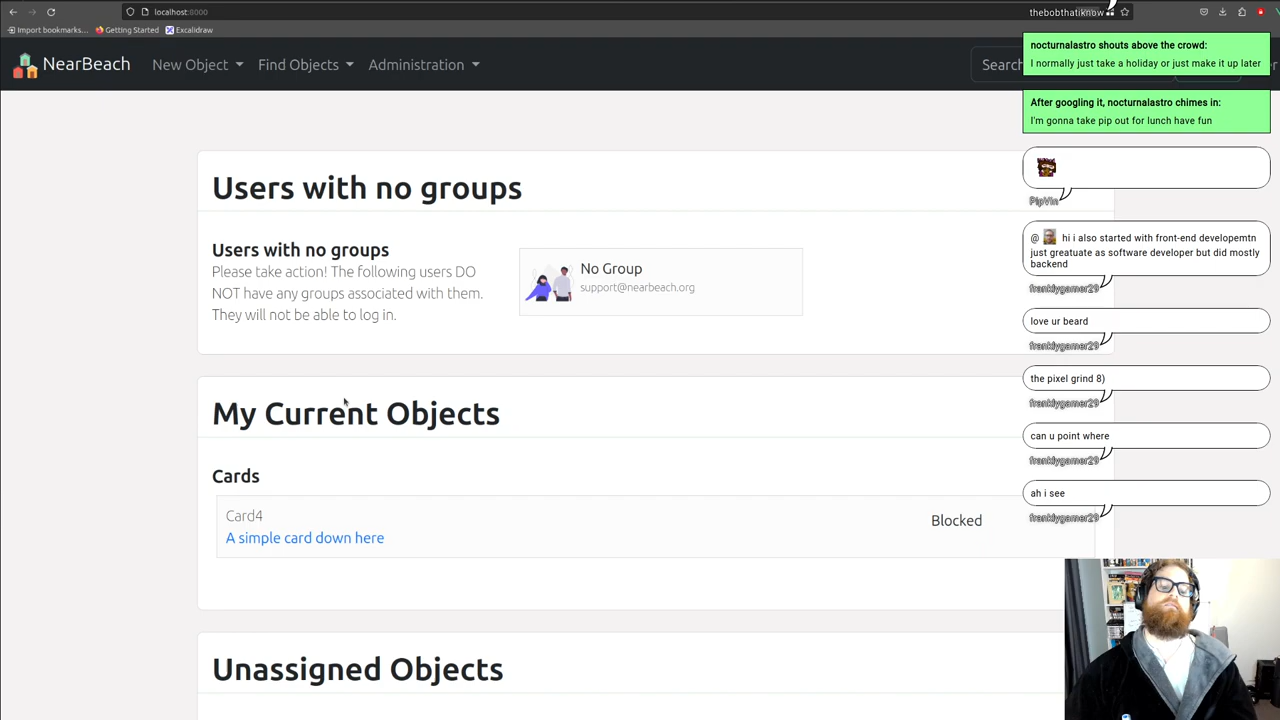 localhost:8000
thebobthatiknow
Import bookmarks...
Getting Started
Excalidraw
NearBeach
New Object
Find Objects
Administration
Search
Users with no groups
Users with no groups
Please take action! The following users DO
NOT have any groups associated with them.
They will not be able to log in.
No Group
support@nearbeach.org
My Current Objects
Cards
Card4
A simple card down here
Blocked
Unassigned Objects
nocturnalastro shouts above the crowd:
I normally just take a holiday or just make it up later
After googling it, nocturnalastro chimes in:
I'm gonna take pip out for lunch have fun
PipVin
@ hi i also started with front-end developemtn
just greatuate as software developer but did mostly
backend
franklygamer29
love ur beard
franklygamer29
the pixel grind 8)
franklygamer29
can u point where
franklygamer29
ah i see
franklygamer29